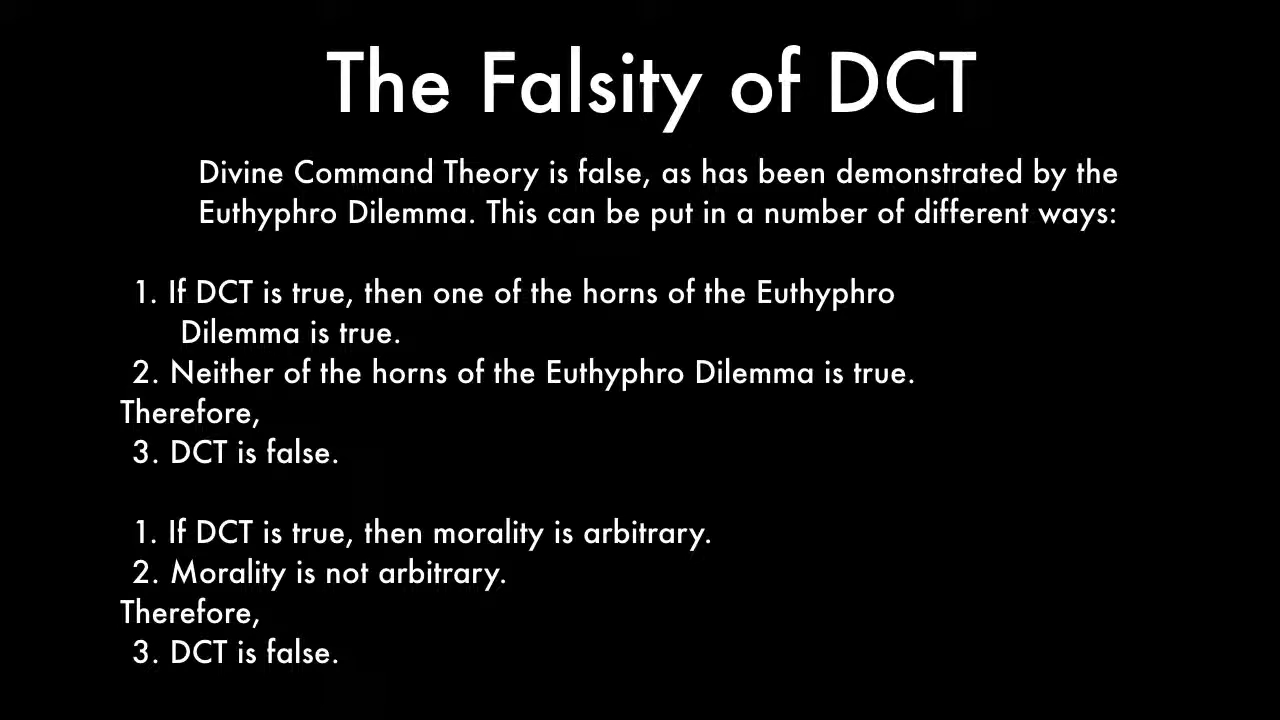 The Falsity of DCT
Divine Command Theory is false, as has been demonstrated by the
Euthyphro Dilemma. This can be put in a number of different ways:
1. If DCT is true, then one of the horns of the Euthyphro
Dilemma is true.
2. Neither of the horns of the Euthyphro Dilemma is true.
Therefore,
3. DCT is false.
1. If DCT is true, then morality is arbitrary.
2. Morality is not arbitrary.
Therefore,
3. DCT is false.